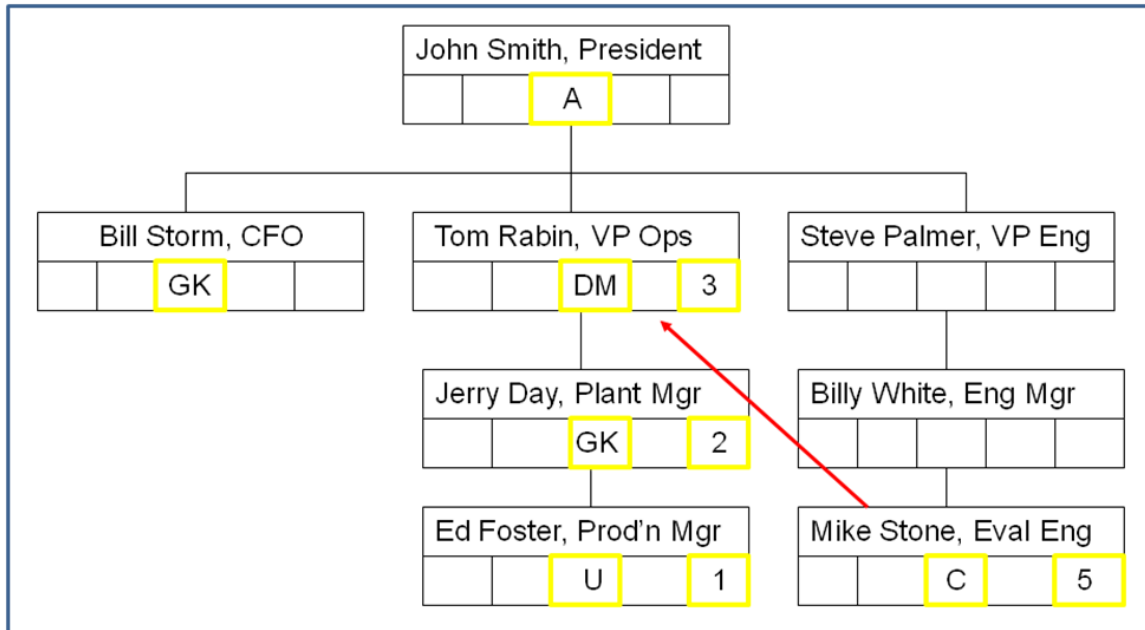 John Smith, President
A
Bill Storm, CFO
GK
Tom Rabin, VP Ops
DM 3
Steve Palmer, VP Eng
Jerry Day, Plant Mgr
GK 2
Billy White, Eng Mgr
Ed Foster, Prod'n Mgr
U 1
Mike Stone, Eval Eng
C 5